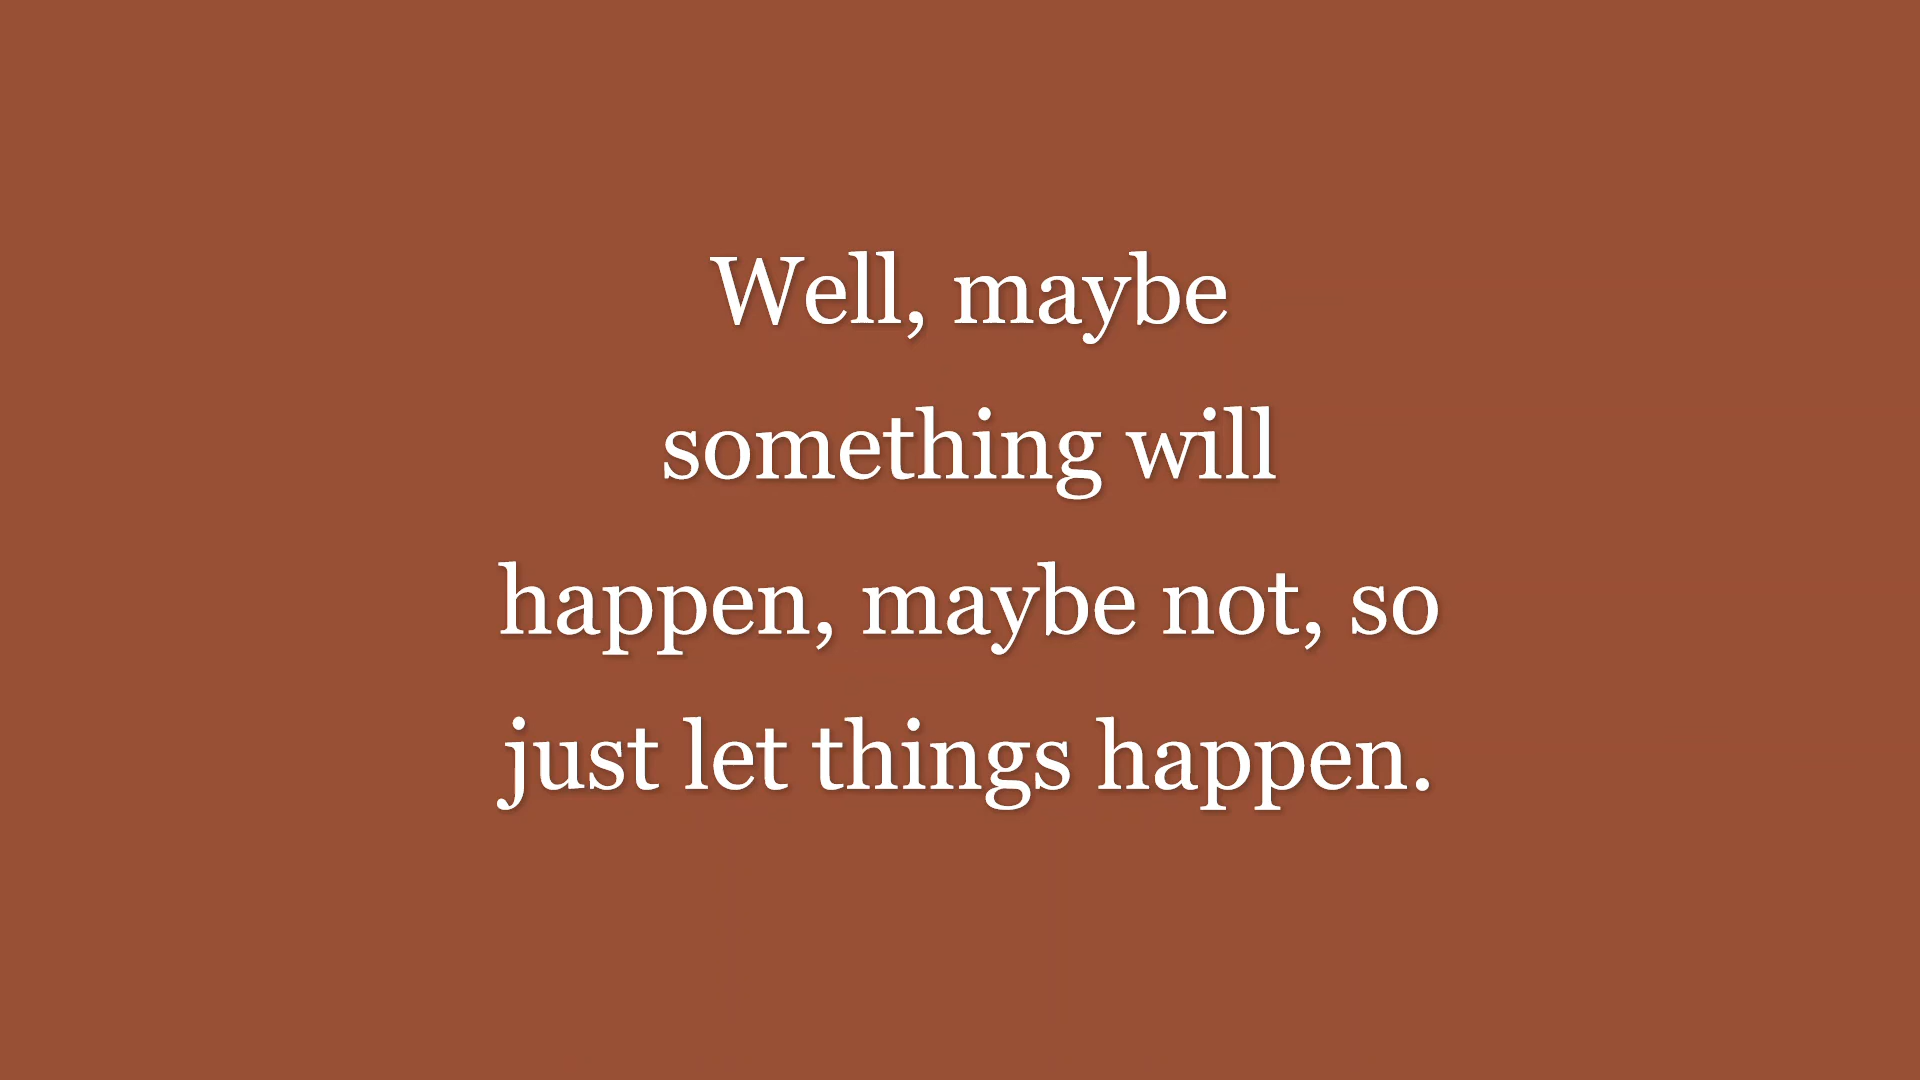 Well, maybe
something will
happen, maybe not, so
just let things happen.